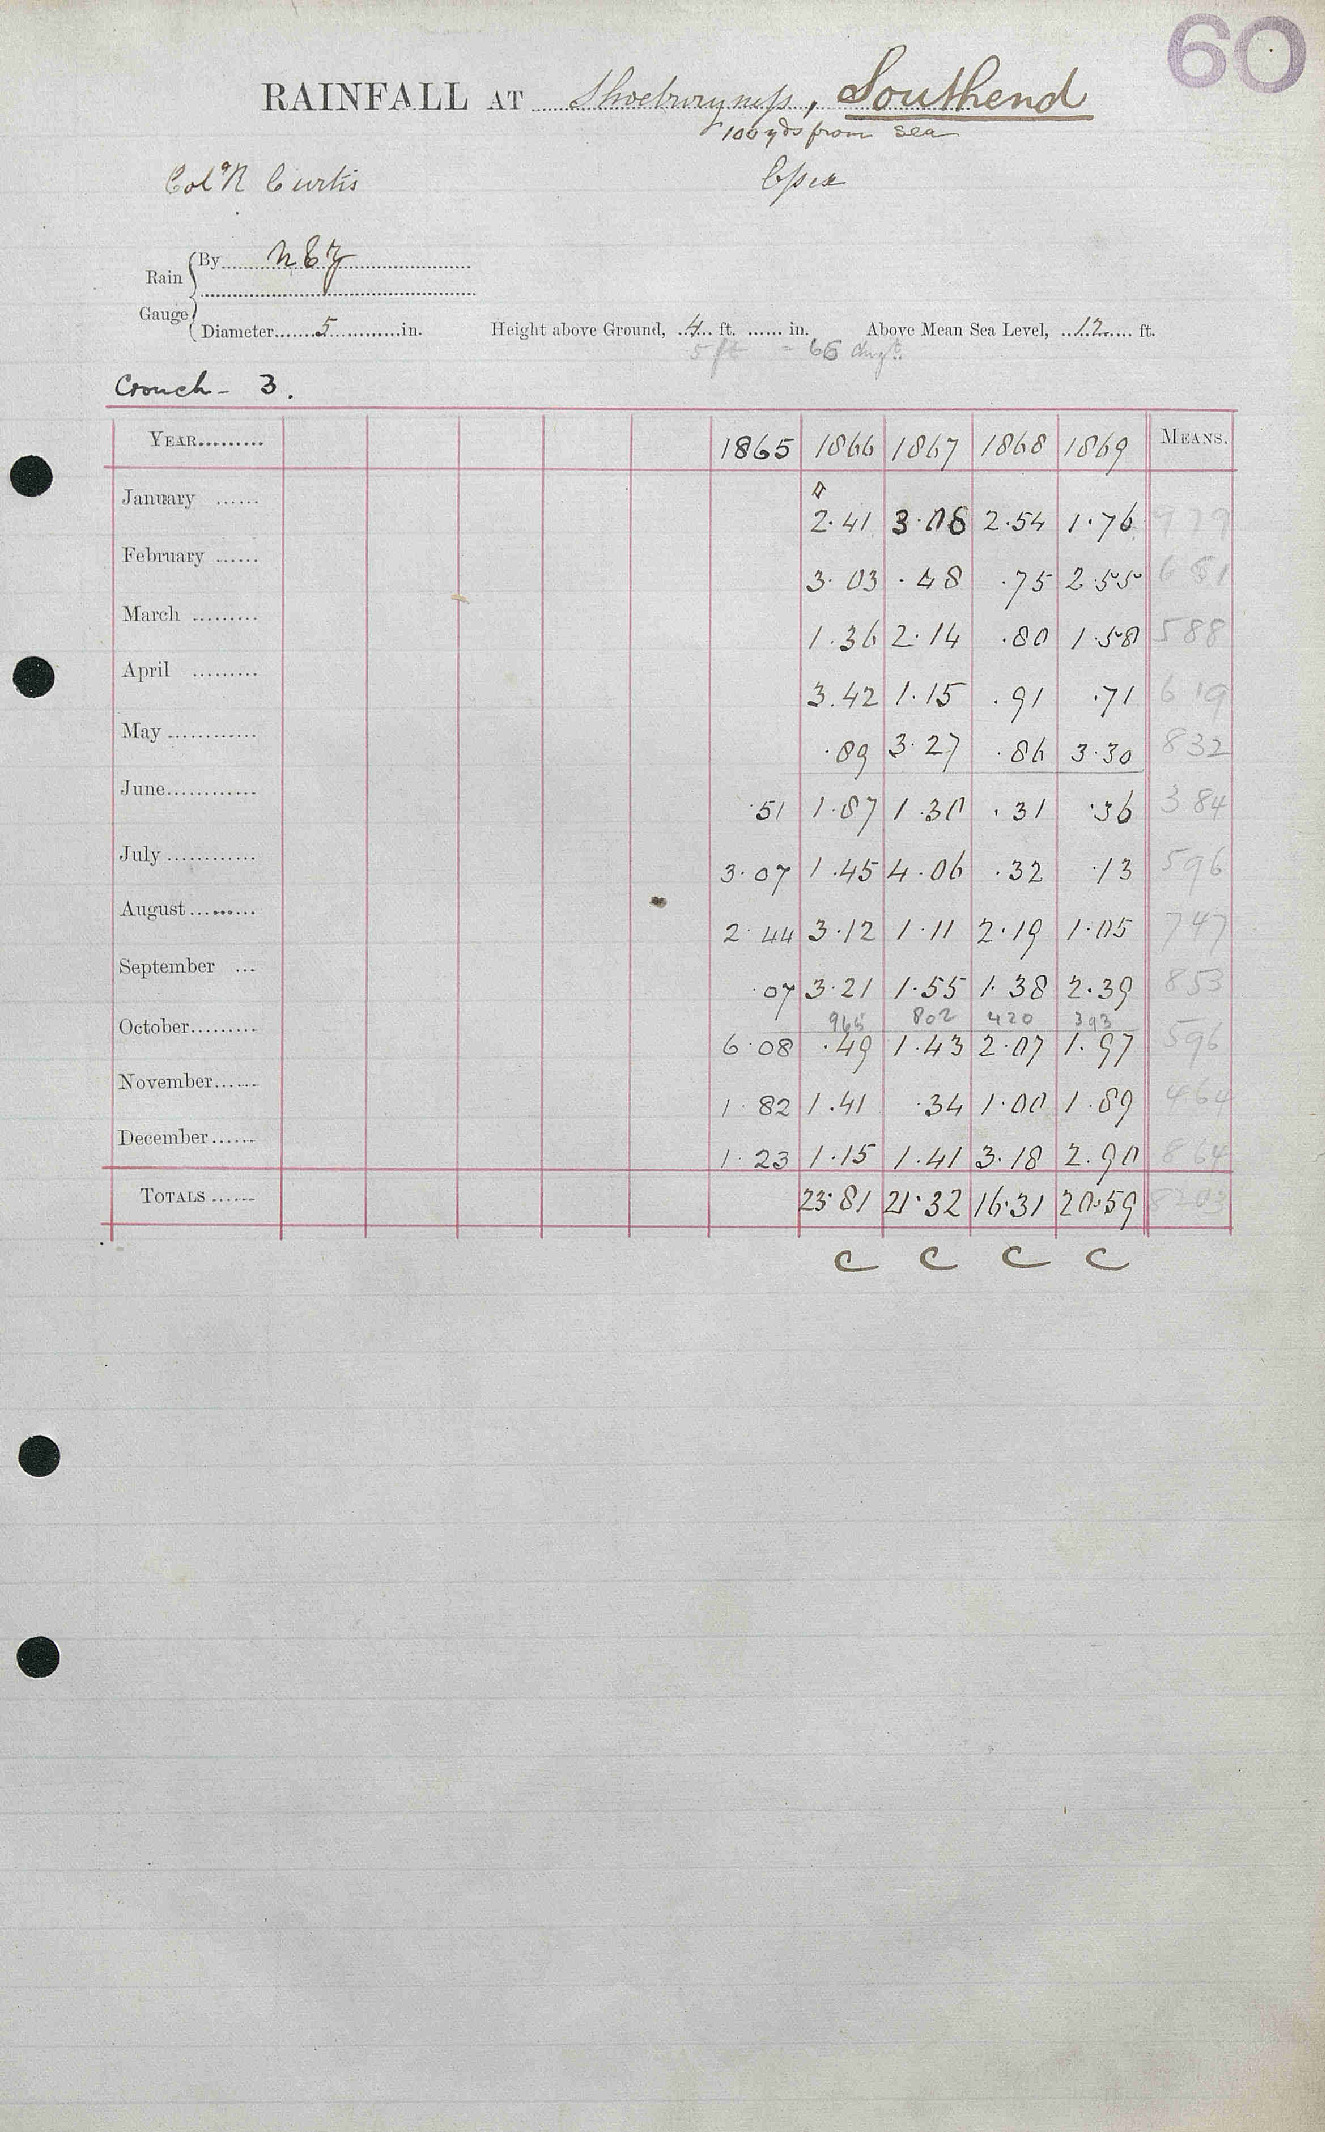 60
RAINFALL AT Shoeburyness, Southend
100 yds from sea
Col. N Curtis Essex
Rain Gauge { By
Diameter 5 in. Height above Ground, 4 ft. in. Above Mean Sea Level, 12 ft.
5 ft - 66
Crouch - 3.
YEAR 1865 1866 1867 1868 1869 MEANS.
January 2.41 3.08 2.54 1.76 979
February 3.03 .48 .75 2.55 681
March 1.36 2.14 .80 1.58 588
April 3.42 1.15 .91 .71 619
May .89 3.27 .86 3.30 832
June .51 1.87 1.30 .31 .36 384
July 3.07 1.45 4.06 .32 .13 596
August 2.44 3.12 1.11 2.19 1.05 747
September .07 3.21 1.55 1.38 2.39 853
965 802 420 393
October 6.08 .49 1.43 2.07 1.97 596
November 1.82 1.41 .34 1.00 1.89 464
December 1.23 1.15 1.41 3.18 2.90 864
TOTALS 23.81 21.32 16.31 20.59 8203
C C C C